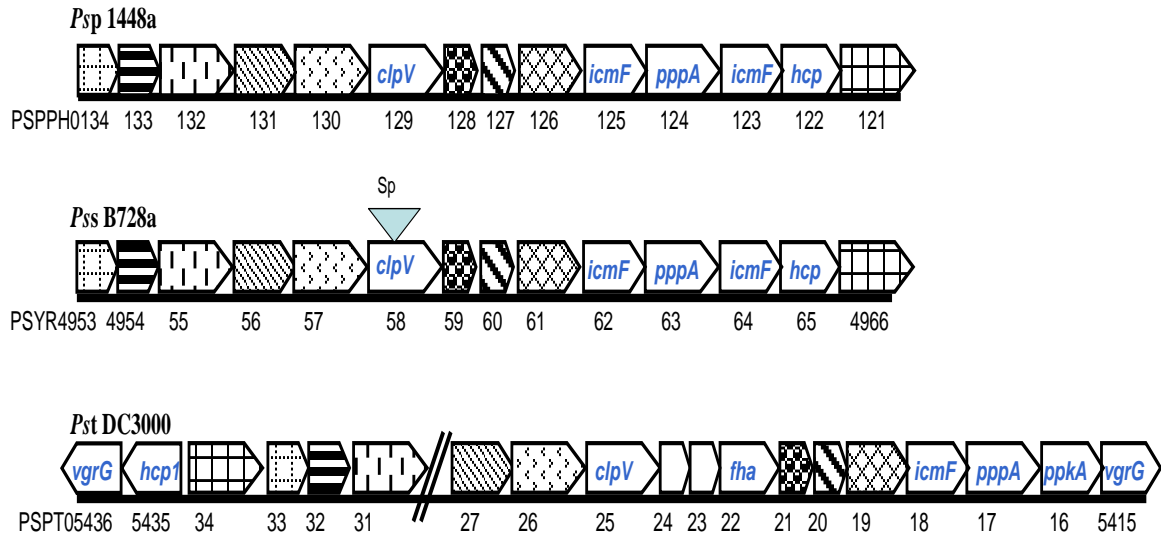 Psp 1448a
clpV icmF pppA icmF hcp
PSPPH0134 133 132 131 130 129 128 127 126 125 124 123 122 121
Sp
Pss B728a
clpV icmF pppA icmF hcp
PSYR4953 4954 55 56 57 58 59 60 61 62 63 64 65 4966
Pst DC3000
vgrG hcp1 clpV fha icmF pppA ppkA vgrG
PSPT05436 5435 34 33 32 31 27 26 25 24 23 22 21 20 19 18 17 16 5415